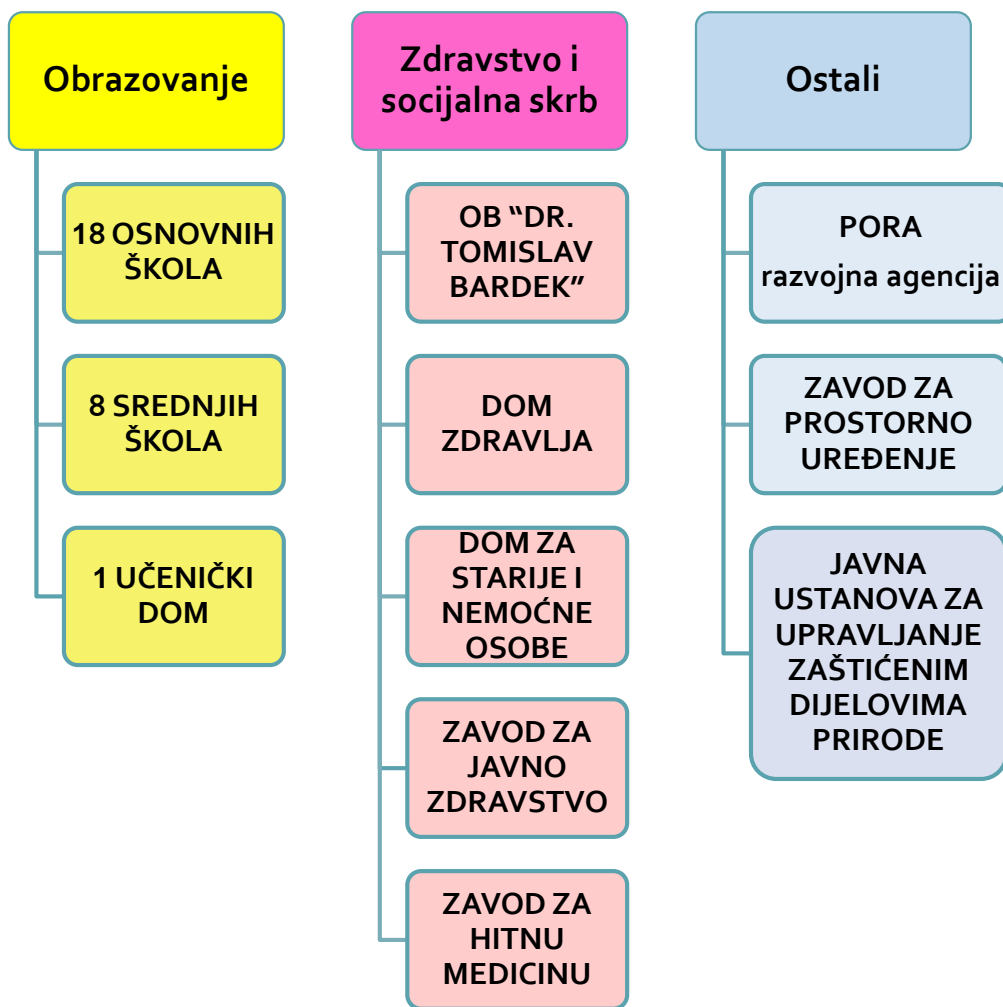 Obrazovanje
18 OSNOVNIH
ŠKOLA
8 SREDNJIH
ŠKOLA
1 UČENIČKI
DOM
Zdravstvo i
socijalna skrb
OB “DR.
TOMISLAV
BARDEK”
DOM
ZDRAVLJA
DOM ZA
STARIJE I
NEMOĆNE
OSOBE
ZAVOD ZA
JAVNO
ZDRAVSTVO
ZAVOD ZA
HITNU
MEDICINU
Ostali
PORA
razvojna agencija
ZAVOD ZA
PROSTORNO
UREĐENJE
JAVNA
USTANOVA ZA
UPRAVLJANJE
ZAŠTIĆENIM
DIJELOVIMA
PRIRODE